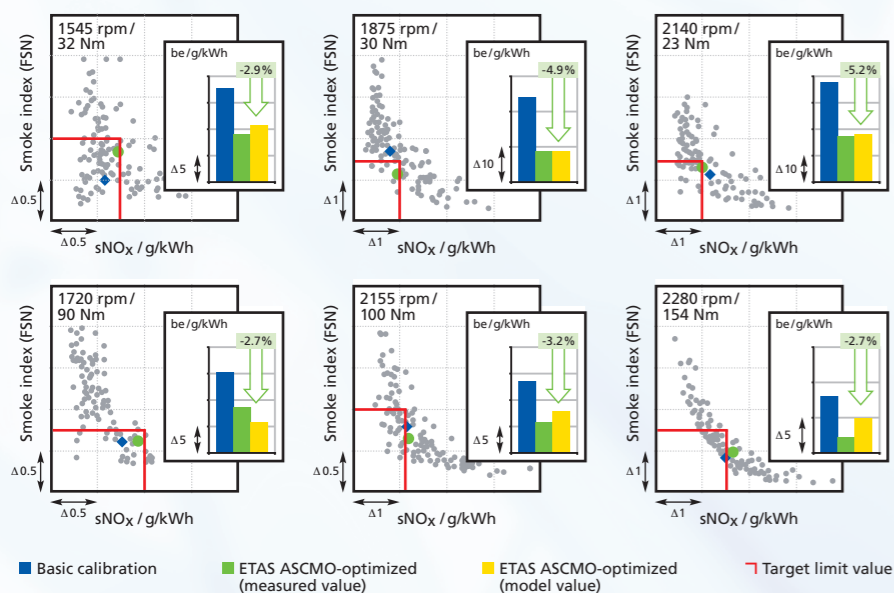 1545 rpm/
32 Nm
be/g/kWh
-2.9%
Δ5
Smoke index (FSN)
Δ0.5
Δ0.5
sNOx/g/kWh
1875 rpm/
30 Nm
be/g/kWh
-4.9%
Δ10
Smoke index (FSN)
Δ1
Δ1
sNOx/g/kWh
2140 rpm/
23 Nm
be/g/kWh
-5.2%
Δ10
Smoke index (FSN)
Δ1
Δ1
sNOx/g/kWh
1720 rpm/
90 Nm
be/g/kWh
-2.7%
Δ5
Smoke index (FSN)
Δ0.5
Δ0.5
sNOx/g/kWh
2155 rpm/
100 Nm
be/g/kWh
-3.2%
Δ5
Smoke index (FSN)
Δ0.5
Δ1
sNOx/g/kWh
2280 rpm/
154 Nm
be/g/kWh
-2.7%
Δ5
Smoke index (FSN)
Δ1
Δ1
sNOx/g/kWh
Basic calibration
ETAS ASCMO-optimized
(measured value)
ETAS ASCMO-optimized
(model value)
Target limit value